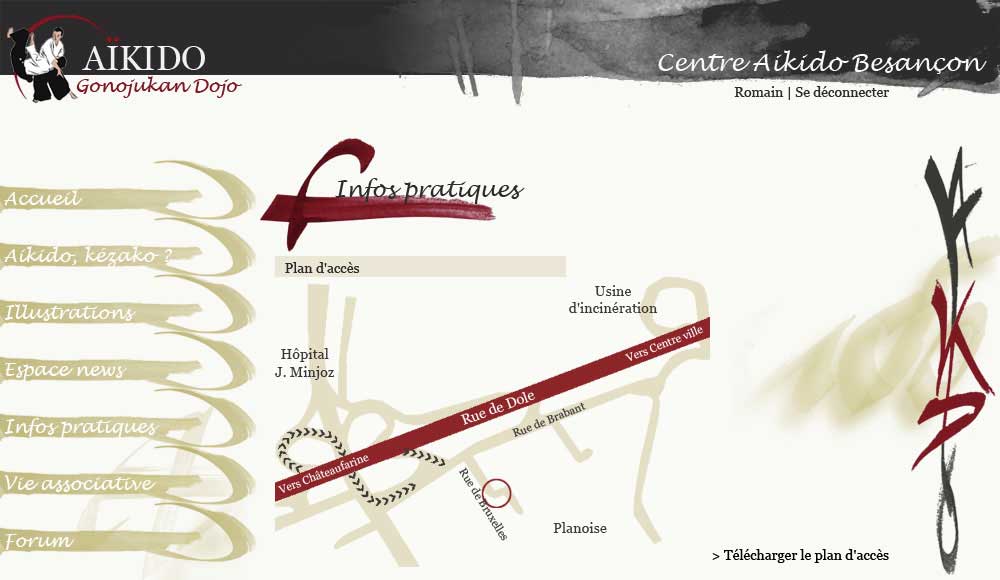 AÏKIDO
Gonojukan Dojo
Centre Aïkido Besançon
Romain | Se déconnecter
Accueil
Aïkido, kézako ?
Illustrations
Espace news
Infos pratiques
Vie associative
Forum
Infos pratiques
Plan d'accès
Usine
d'incinération
Hôpital
J. Minjoz
Vers Centre ville
Rue de Dole
Rue de Brabant
Vers Châteaufarine
Rue de Bruxelles
Planoise
> Télécharger le plan d'accès